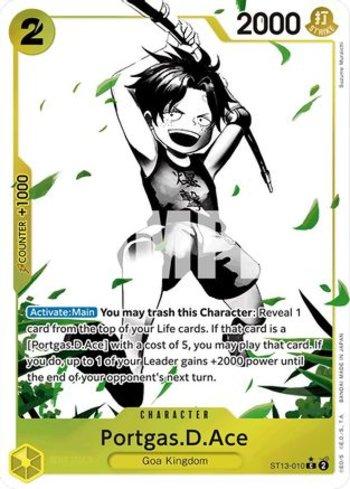 2
2000
打
STRIKE
Suzume Muraichi
COUNTER +1000
Activate:Main You may trash this Character: Reveal 1
card from the top of your Life cards. If that card is a
[Portgas.D.Ace] with a cost of 5, you may play that card. If
you do, up to 1 of your Leader gains +2000 power until
the end of your opponent's next turn.
CHARACTER
Portgas.D.Ace
Goa Kingdom
ST13-010 C 2
BANDAI MADE IN JAPAN